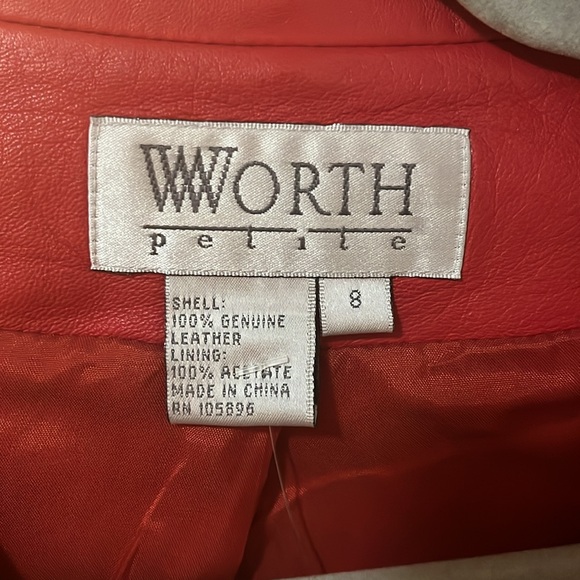 WORTH
petite
8
SHELL:
100% GENUINE
LEATHER
LINING:
100% ACETATE
MADE IN CHINA
RN 105896